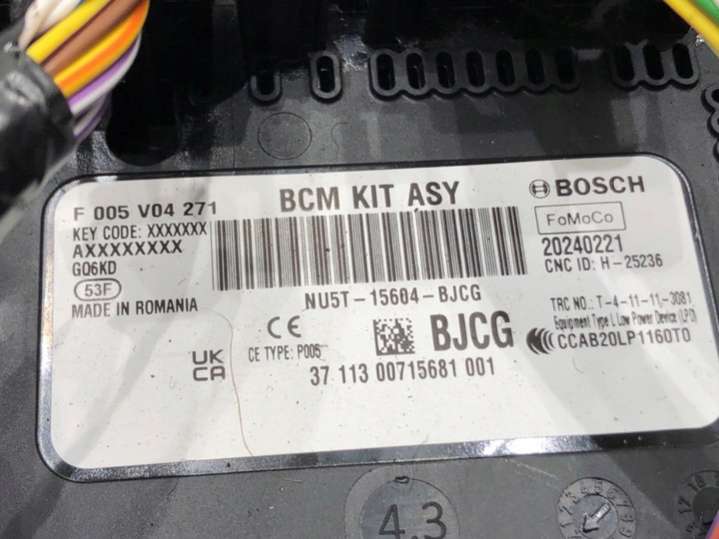 F 005 V04 271
BCM KIT ASY
BOSCH
KEY CODE: XXXXXXX
AXXXXXXXX
GQ6KD
53F
MADE IN ROMANIA
FoMoCo
20240221
CNC ID: H-25236
NU5T-15604-BJCG
TRC NO.: T-4-11-11-3081
Equipment Type L Low Power Device (LPD)
CCAB20LP1160T0
CE
CE TYPE: P005
BJCG
UK
CA
37 113 00715681 001
4.3